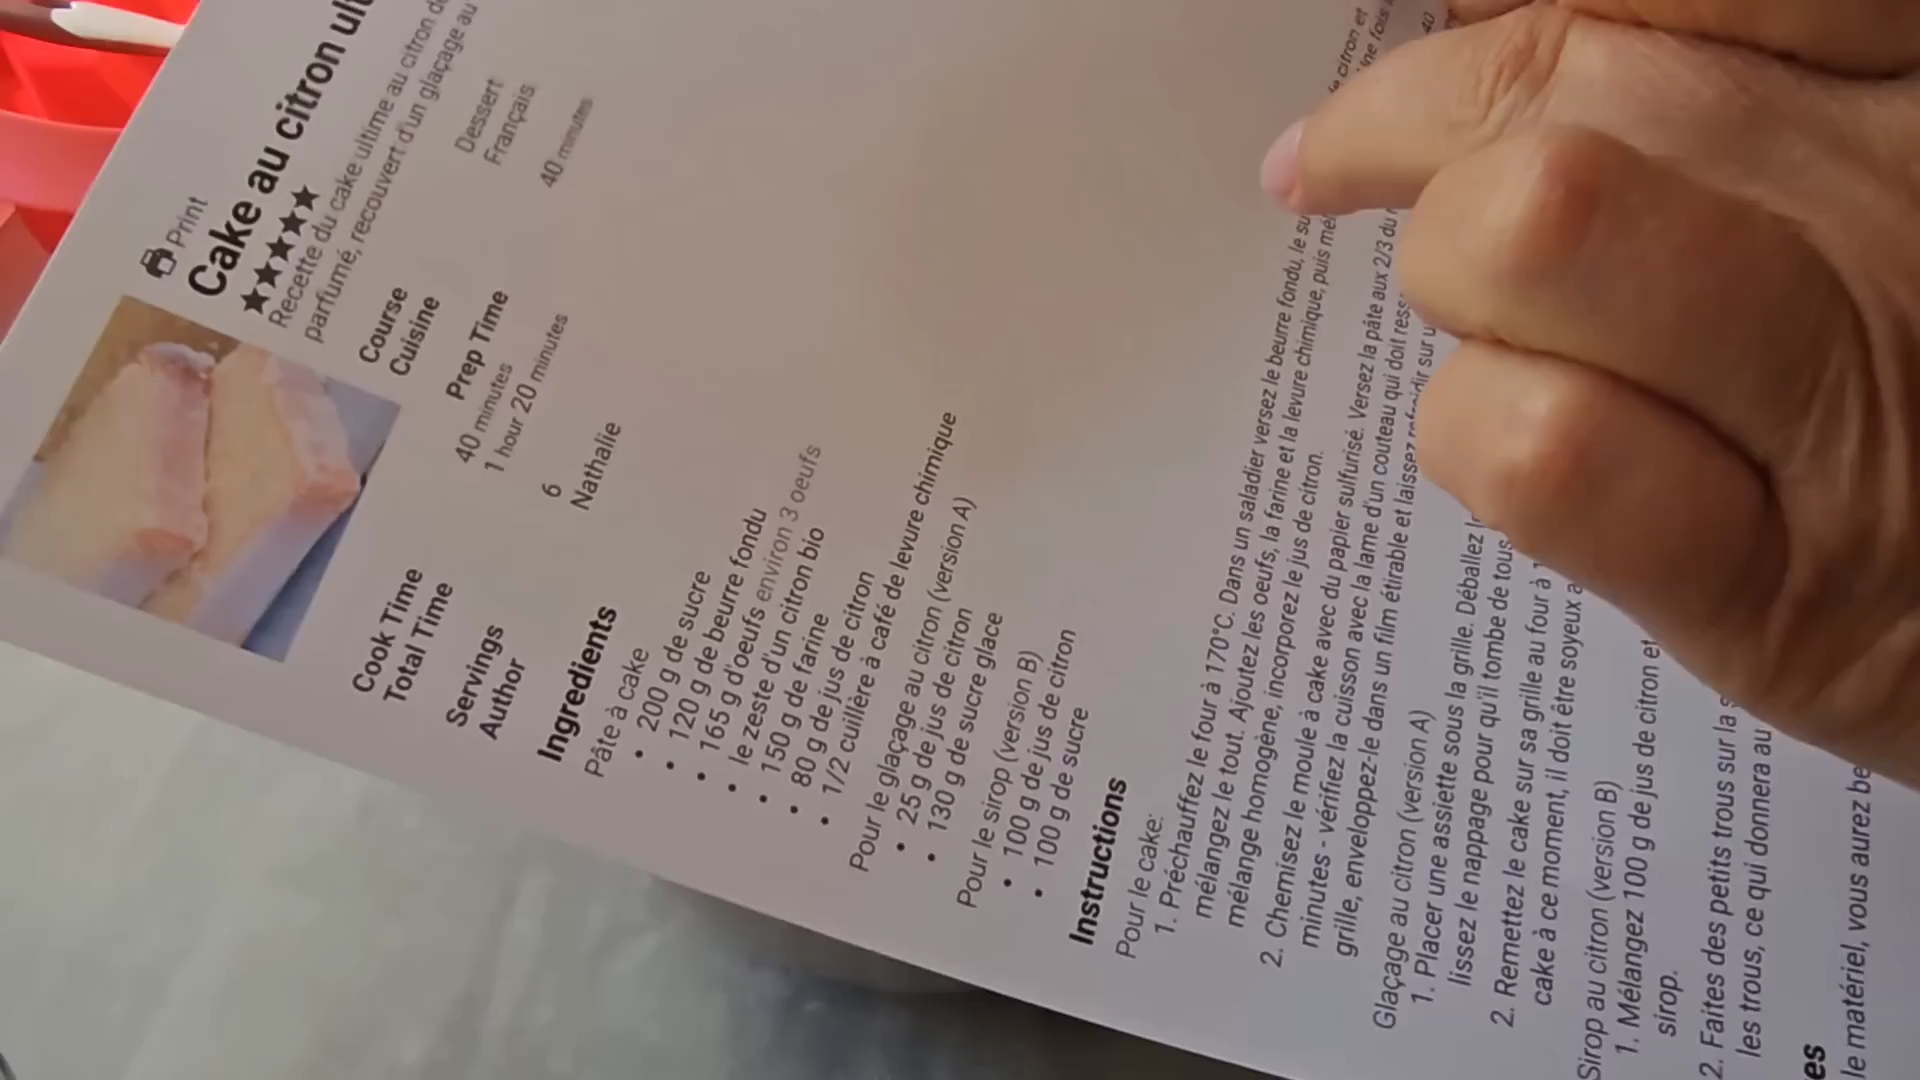 Print
Cake au citron
Recette du cake ultime au citron
parfumé, recouvert d'un glaçage au
Course
Dessert
Cuisine
Français
Prep Time
40 minutes
Cook Time
40 minutes
Total Time
1 hour 20 minutes
Servings
6
Author
Nathalie
Ingredients
Pâte à cake
• 200 g de sucre
• 120 g de beurre fondu
• 165 g d'oeufs environ 3 oeufs
• le zeste d'un citron bio
• 150 g de farine
• 80 g de jus de citron
• 1/2 cuillère à café de levure chimique
Pour le glaçage au citron (version A)
• 25 g de jus de citron
• 130 g de sucre glace
Pour le sirop (version B)
• 100 g de jus de citron
• 100 g de sucre
Instructions
Pour le cake:
1. Préchauffez le four à 170°C. Dans un saladier versez le beurre fondu, le citron et
mélangez le tout. Ajoutez les oeufs, la farine et la levure chimique, puis fois
mélange homogène, incorporez le jus de citron.
2. Chemisez le moule à cake avec du papier sulfurisé. Versez la pâte aux 2/3 du 40
minutes - vérifiez la cuisson avec la lame d'un couteau qui doit
grille, enveloppez-le dans un film étirable et laissez refroidir sur
Glaçage au citron (version A)
1. Placer une assiette sous la grille. Déballez
lissez le nappage pour qu'il tombe de tous
2. Remettez le cake sur sa grille au four à
cake à ce moment, il doit être soyeux
Sirop au citron (version B)
1. Mélangez 100 g de jus de citron et
sirop.
2. Faites des petits trous sur la
les trous, ce qui donnera au
le matériel, vous aurez